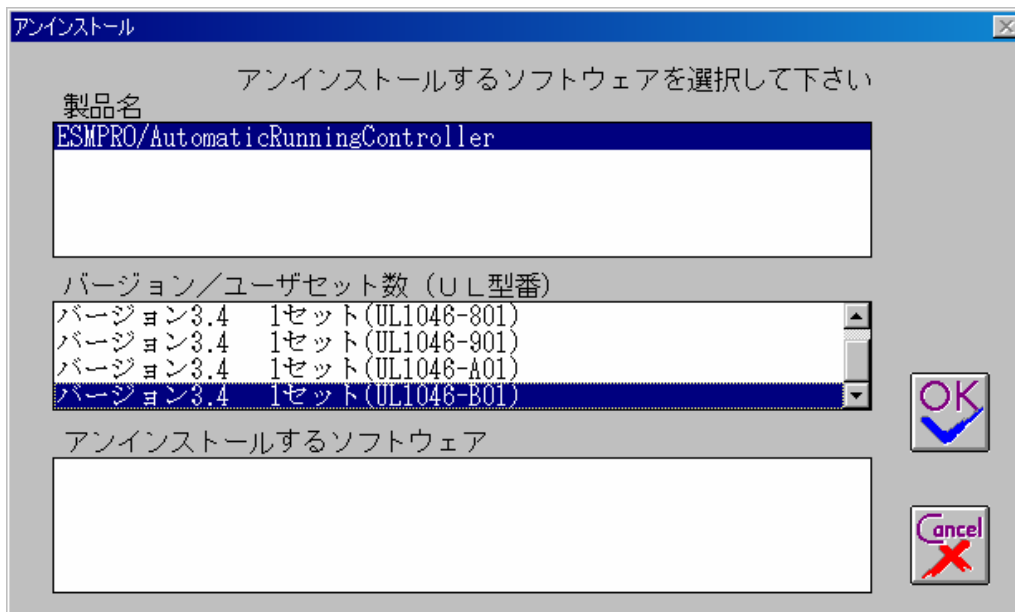 アンインストール
アンインストールするソフトウェアを選択して下さい
製品名
ESMPRO/AutomaticRunningController
バージョン／ユーザセット数（ＵＬ型番）
バージョン3.4 1セット(UL1046-801)
バージョン3.4 1セット(UL1046-901)
バージョン3.4 1セット(UL1046-A01)
バージョン3.4 1セット(UL1046-B01)
OK
アンインストールするソフトウェア
Cancel